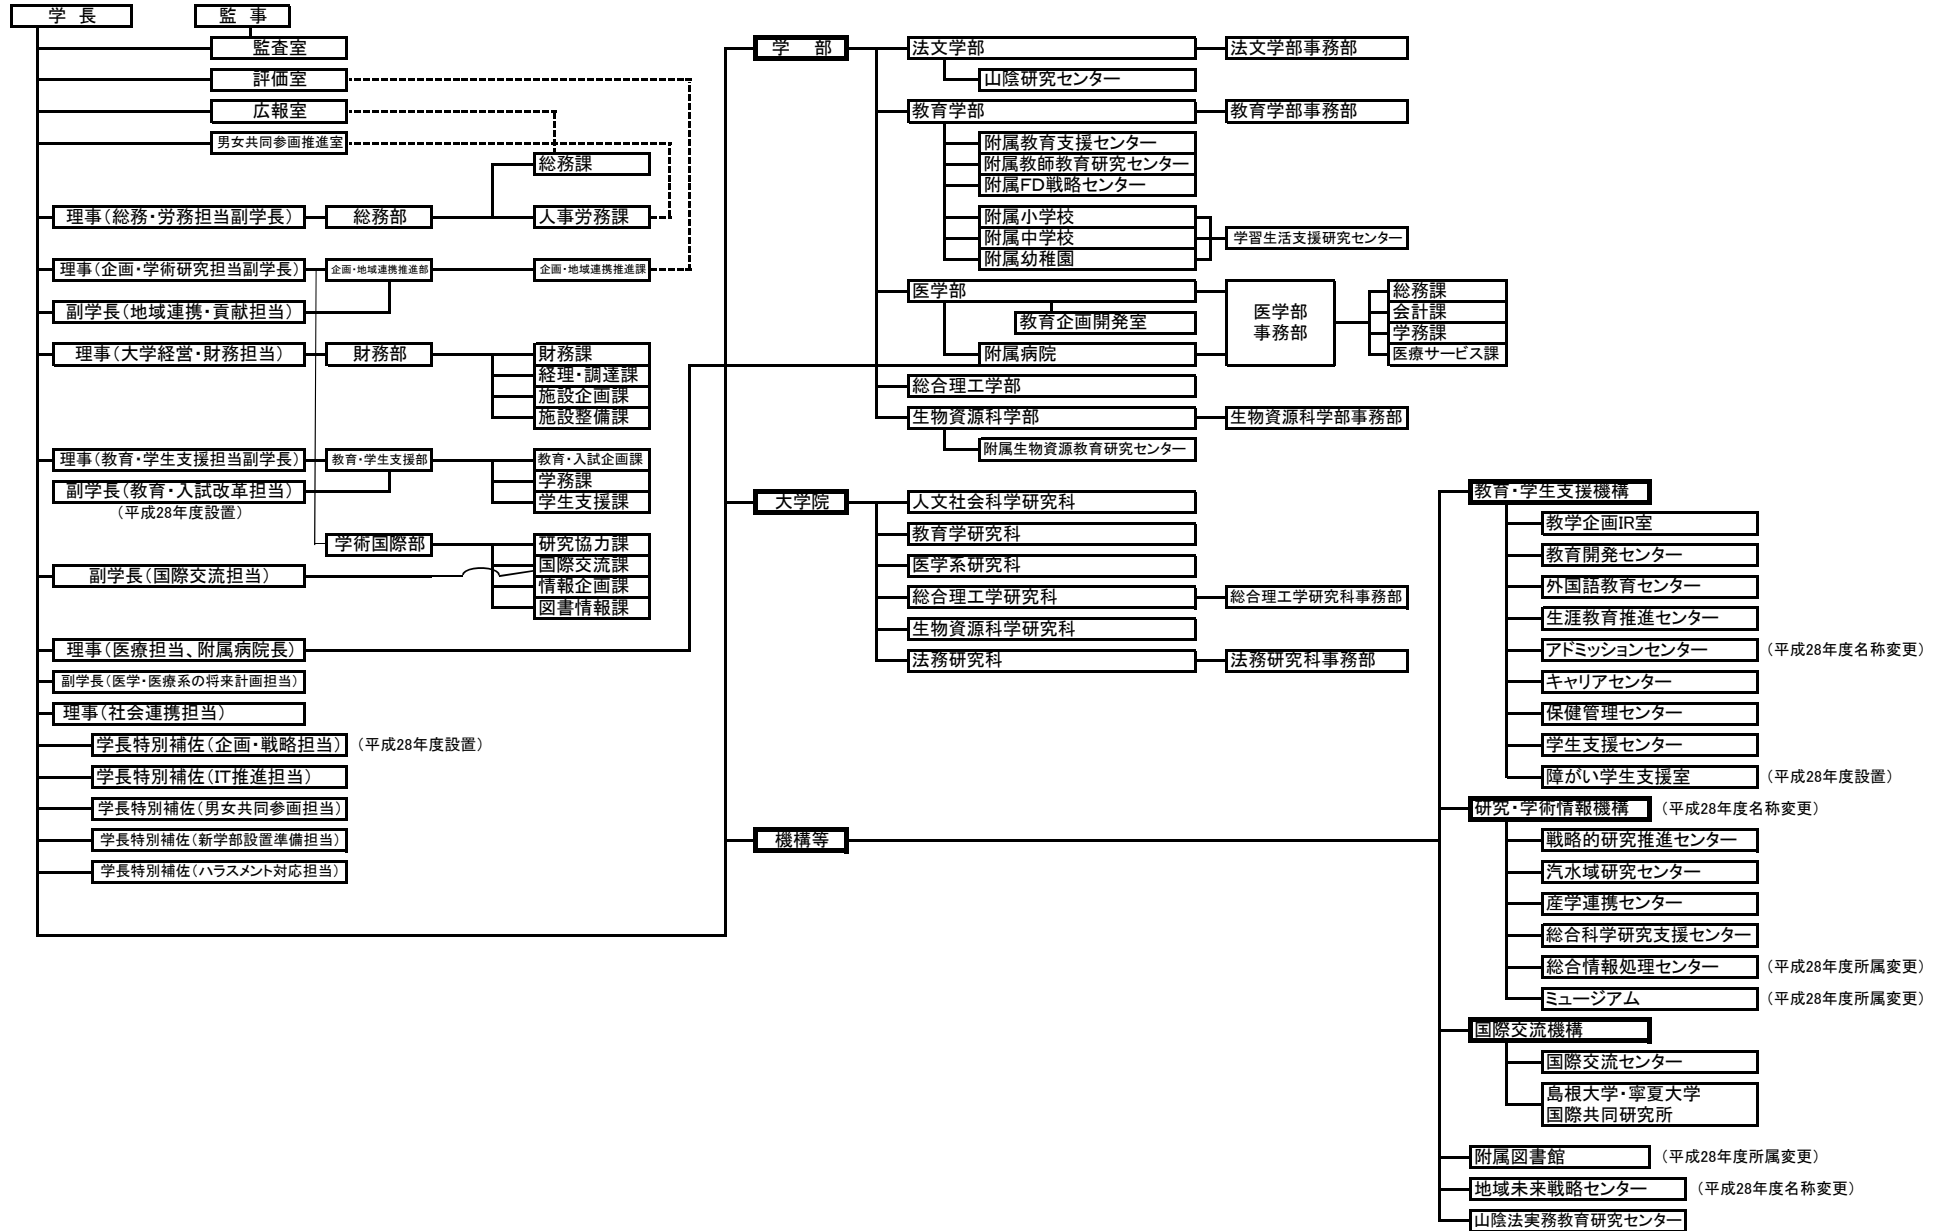 学　長
監　事
監査室
評価室
広報室
男女共同参画推進室
総務課
理事（総務・労務担当副学長）
総務部
人事労務課
理事（企画・学術研究担当副学長）
企画・地域連携推進部
企画・地域連携推進課
副学長（地域連携・貢献担当）
理事（大学経営・財務担当）
財務部
財務課
経理・調達課
施設企画課
施設整備課
理事（教育・学生支援担当副学長）
教育・学生支援部
教育・入試企画課
副学長（教育・入試改革担当）
（平成28年度設置）
学務課
学生支援課
学術国際部
研究協力課
国際交流課
副学長（国際交流担当）
情報企画課
図書情報課
理事（医療担当、附属病院長）
副学長（医学・医療系の将来計画担当）
理事（社会連携担当）
学長特別補佐（企画・戦略担当）
（平成28年度設置）
学長特別補佐（IT推進担当）
学長特別補佐（男女共同参画担当）
学長特別補佐（新学部設置準備担当）
学長特別補佐（ハラスメント対応担当）
学　部
法文学部
法文学部事務部
山陰研究センター
教育学部
教育学部事務部
附属教育支援センター
附属教師教育研究センター
附属FD戦略センター
附属小学校
附属中学校
附属幼稚園
学習生活支援研究センター
医学部
教育企画開発室
附属病院
医学部
事務部
総務課
会計課
学務課
医療サービス課
総合理工学部
生物資源科学部
生物資源科学部事務部
附属生物資源教育研究センター
大学院
人文社会科学研究科
教育学研究科
医学系研究科
総合理工学研究科
総合理工学研究科事務部
生物資源科学研究科
法務研究科
法務研究科事務部
機構等
教育・学生支援機構
教学企画IR室
教育開発センター
外国語教育センター
生涯教育推進センター
アドミッションセンター
（平成28年度名称変更）
キャリアセンター
保健管理センター
学生支援センター
障がい学生支援室
（平成28年度設置）
研究・学術情報機構
（平成28年度名称変更）
戦略的研究推進センター
汽水域研究センター
産学連携センター
総合科学研究支援センター
総合情報処理センター
（平成28年度所属変更）
ミュージアム
（平成28年度所属変更）
国際交流機構
国際交流センター
島根大学・寧夏大学
国際共同研究所
附属図書館
（平成28年度所属変更）
地域未来戦略センター
（平成28年度名称変更）
山陰法実務教育研究センター